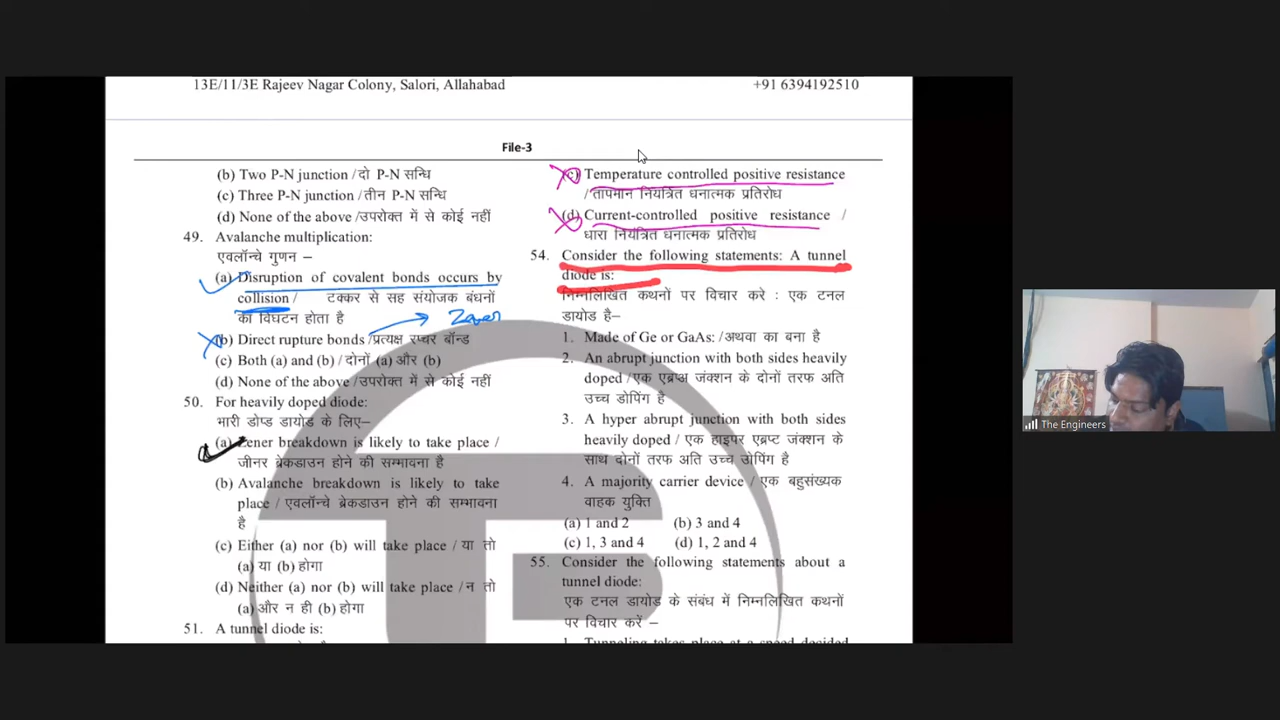 13E/11/3E Rajeev Nagar Colony, Salori, Allahabad
+91 6394192510
File-3
(b) Two P-N junction / दो P-N सन्धि
(c) Three P-N junction / तीन P-N सन्धि
(d) None of the above / उपरोक्त में से कोई नहीं
49. Avalanche multiplication:
एवलॉन्चे गुणन –
(a) Disruption of covalent bonds occurs by
collision / टक्कर से सह संयोजक बंधनों
का विघटन होता है
Zener
(b) Direct rupture bonds / प्रत्यक्ष रप्चर बॉन्ड
(c) Both (a) and (b) / दोनों (a) और (b)
(d) None of the above / उपरोक्त में से कोई नहीं
50. For heavily doped diode:
भारी डोप्ड डायोड के लिए–
(a) Zener breakdown is likely to take place /
जीनर ब्रेकडाउन होने की सम्भावना है
(b) Avalanche breakdown is likely to take
place / एवलॉन्चे ब्रेकडाउन होने की सम्भावना
है
(c) Either (a) nor (b) will take place / या तो
(a) या (b) होगा
(d) Neither (a) nor (b) will take place / न तो
(a) और न ही (b) होगा
51. A tunnel diode is:
(c) Temperature controlled positive resistance
/ तापमान नियंत्रित धनात्मक प्रतिरोध
(d) Current-controlled positive resistance /
धारा नियंत्रित धनात्मक प्रतिरोध
54. Consider the following statements: A tunnel
diode is:
निम्नलिखित कथनों पर विचार करे : एक टनल
डायोड है–
1. Made of Ge or GaAs: / अथवा का बना है
2. An abrupt junction with both sides heavily
doped / एक एब्रप्ट जंक्शन के दोनों तरफ अति
उच्च डोपिंग है
3. A hyper abrupt junction with both sides
heavily doped / एक हाइपर एब्रप्ट जंक्शन के
साथ दोनों तरफ अति उच्च डोपिंग है
4. A majority carrier device / एक बहुसंख्यक
वाहक युक्ति
(a) 1 and 2 (b) 3 and 4
(c) 1, 3 and 4 (d) 1, 2 and 4
55. Consider the following statements about a
tunnel diode:
एक टनल डायोड के संबंध में निम्नलिखित कथनों
पर विचार करें –
1. Tunneling takes place at a speed decided
The Engineers